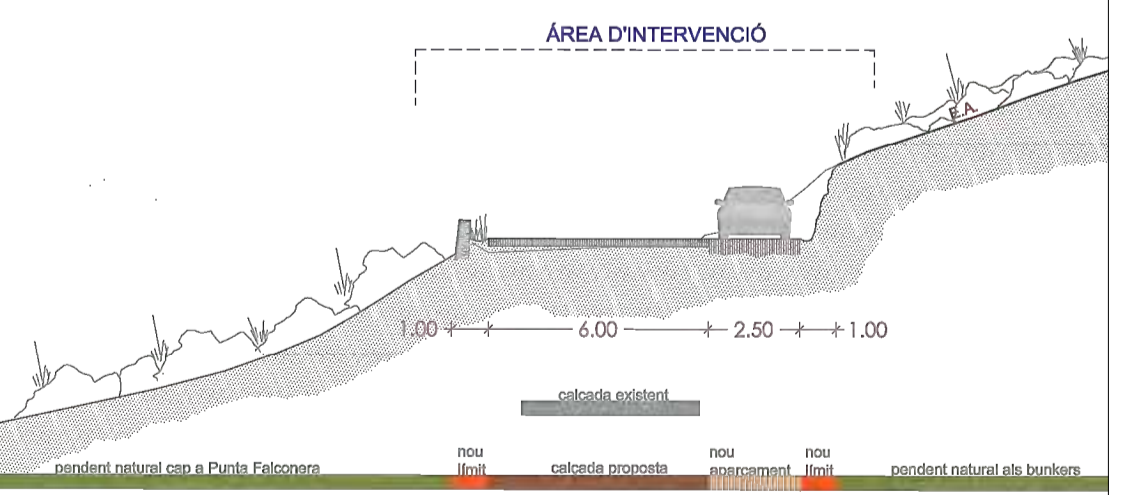 ÁREA D'INTERVENCIÓ
E.A.
1.00 6.00 2.50 1.00
calçada existent
pendent natural cap a Punta Falconera
nou límit
calçada proposta
nou aparcament
nou límit
pendent natural als bunkers